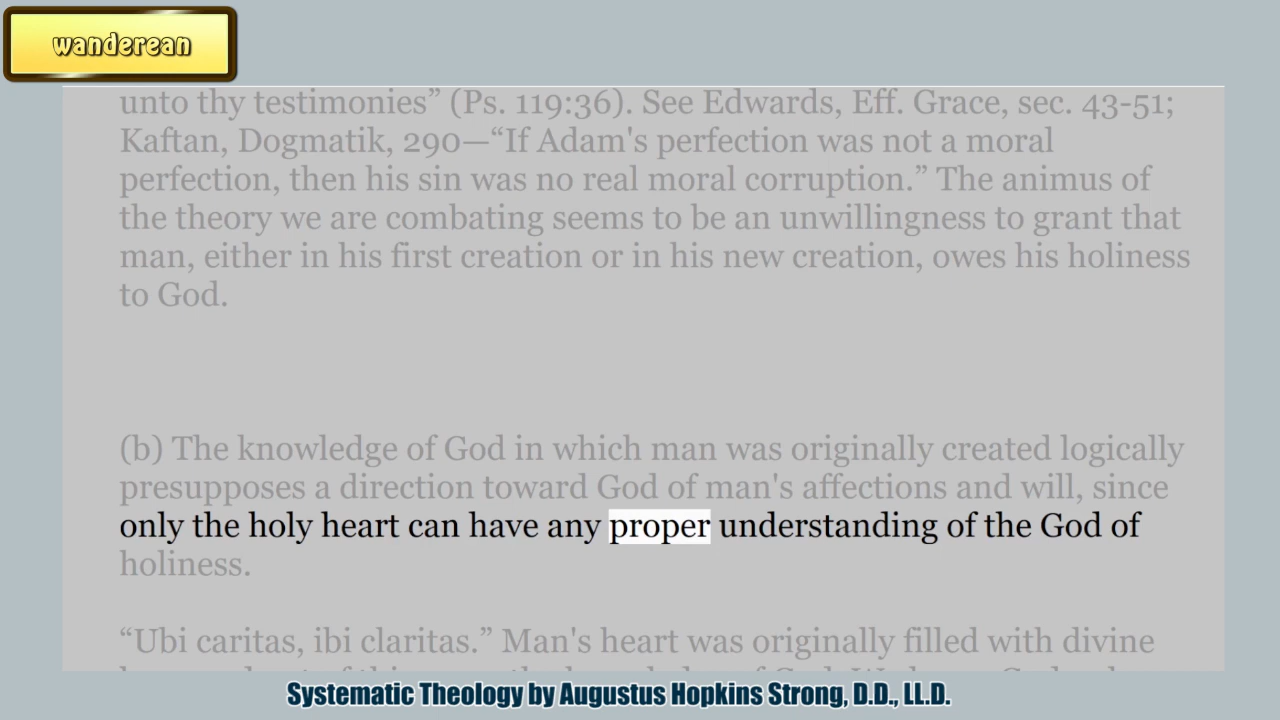 wanderean
unto thy testimonies” (Ps. 119:36). See Edwards, Eff. Grace, sec. 43-51;
Kaftan, Dogmatik, 290—“If Adam's perfection was not a moral
perfection, then his sin was no real moral corruption.” The animus of
the theory we are combating seems to be an unwillingness to grant that
man, either in his first creation or in his new creation, owes his holiness
to God.
(b) The knowledge of God in which man was originally created logically
presupposes a direction toward God of man's affections and will, since
only the holy heart can have any proper understanding of the God of
holiness.
“Ubi caritas, ibi claritas.” Man's heart was originally filled with divine
Systematic Theology by Augustus Hopkins Strong, D.D., LL.D.